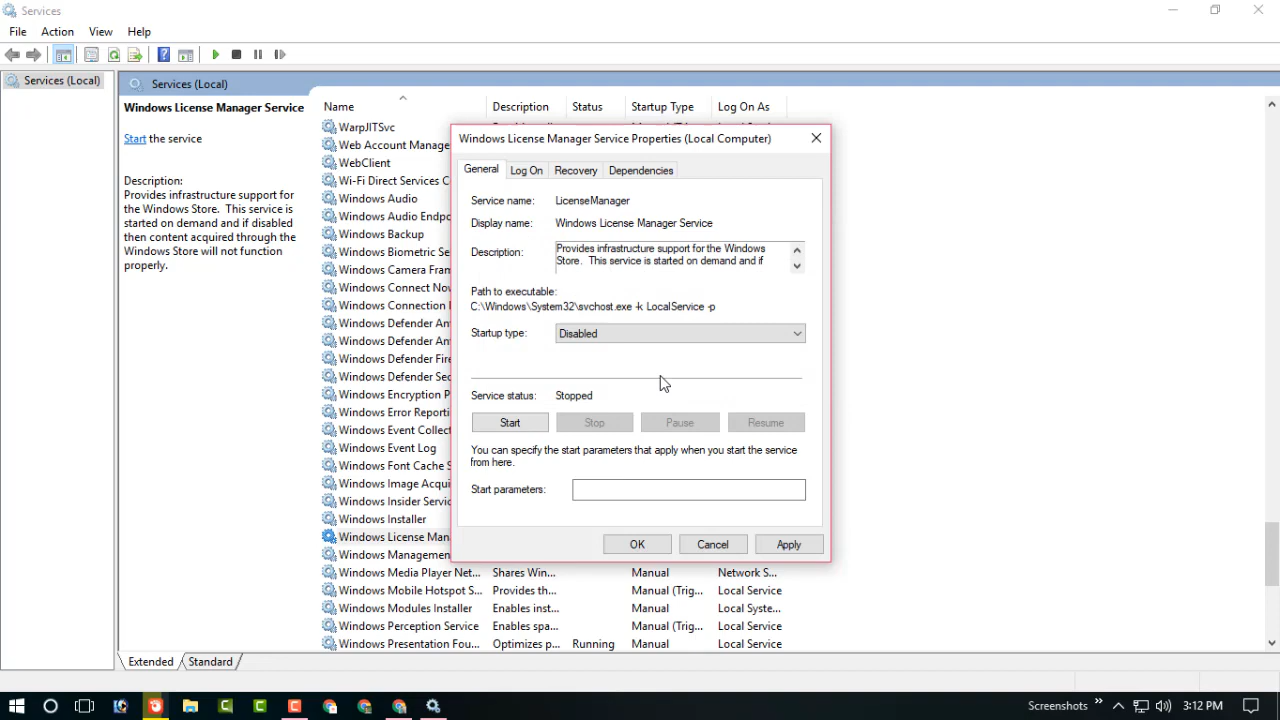 Services
File Action View Help
Services (Local)
Services (Local)
Windows License Manager Service
Start the service
Description:
Provides infrastructure support for the Windows Store. This service is started on demand and if disabled then content acquired through the Windows Store will not function properly.
Name Description Status Startup Type Log On As
WarpJITSvc
Web Account Manage
WebClient
Wi-Fi Direct Services C
Windows Audio
Windows Audio Endpo
Windows Backup
Windows Biometric Se
Windows Camera Fram
Windows Connect Now
Windows Connection
Windows Defender An
Windows Defender An
Windows Defender Fire
Windows Defender Sec
Windows Encryption P
Windows Error Reporti
Windows Event Collec
Windows Event Log
Windows Font Cache S
Windows Image Acqui
Windows Insider Servic
Windows Installer
Windows License Man
Windows Managemen
Windows Media Player Net... Shares Win... Manual Network S...
Windows Mobile Hotspot S... Provides th... Manual (Trig... Local Service
Windows Modules Installer Enables inst... Manual Local Syste...
Windows Perception Service Enables spa... Manual (Trig... Local Service
Windows Presentation Fou... Optimizes p... Running Manual Local Service
Windows License Manager Service Properties (Local Computer)
General Log On Recovery Dependencies
Service name: LicenseManager
Display name: Windows License Manager Service
Description: Provides infrastructure support for the Windows
Store. This service is started on demand and if
Path to executable:
C:\Windows\System32\svchost.exe -k LocalService -p
Startup type: Disabled
Service status: Stopped
Start Stop Pause Resume
You can specify the start parameters that apply when you start the service
from here.
Start parameters:
OK Cancel Apply
Extended Standard
Screenshots » 3:12 PM